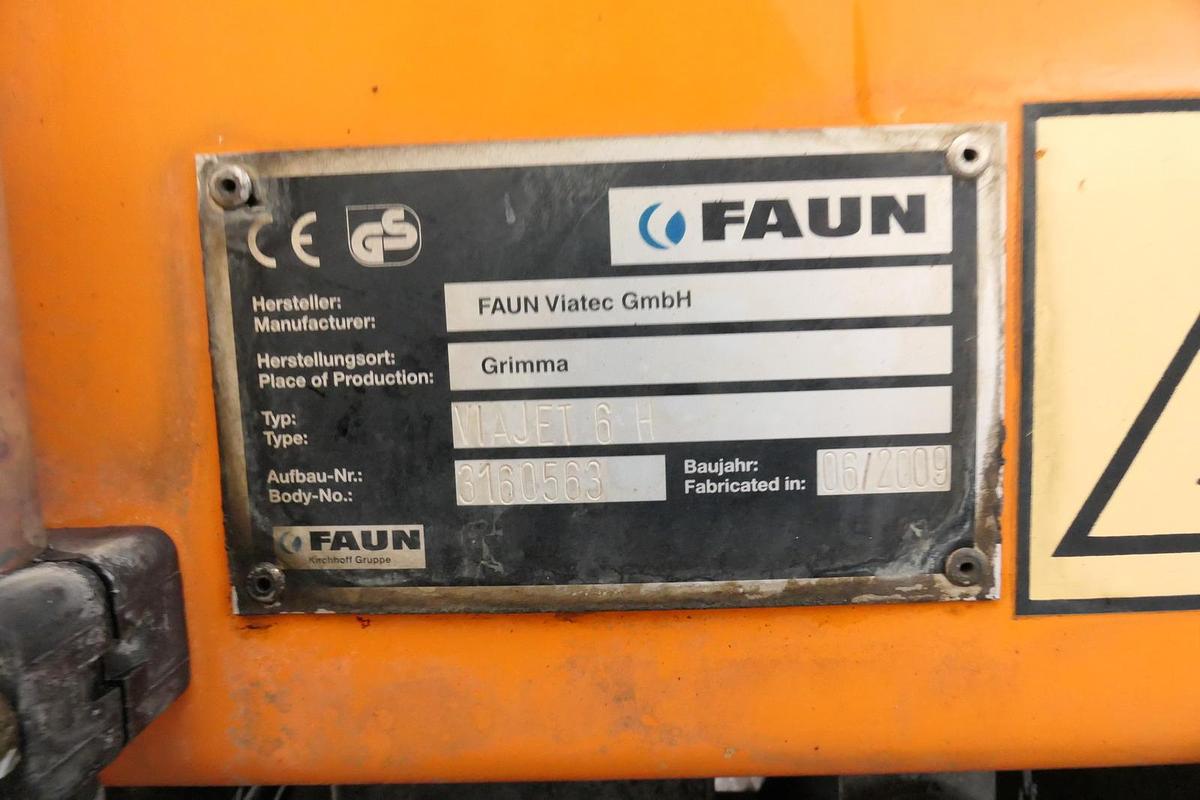 CE GS FAUN
Hersteller:
Manufacturer: FAUN Viatec GmbH
Herstellungsort:
Place of Production: Grimma
Typ:
Type: VIAJET 6 H
Aufbau-Nr.:
Body-No.: 3160563
Baujahr:
Fabricated in: 06/2009
FAUN
Kirchhoff Gruppe